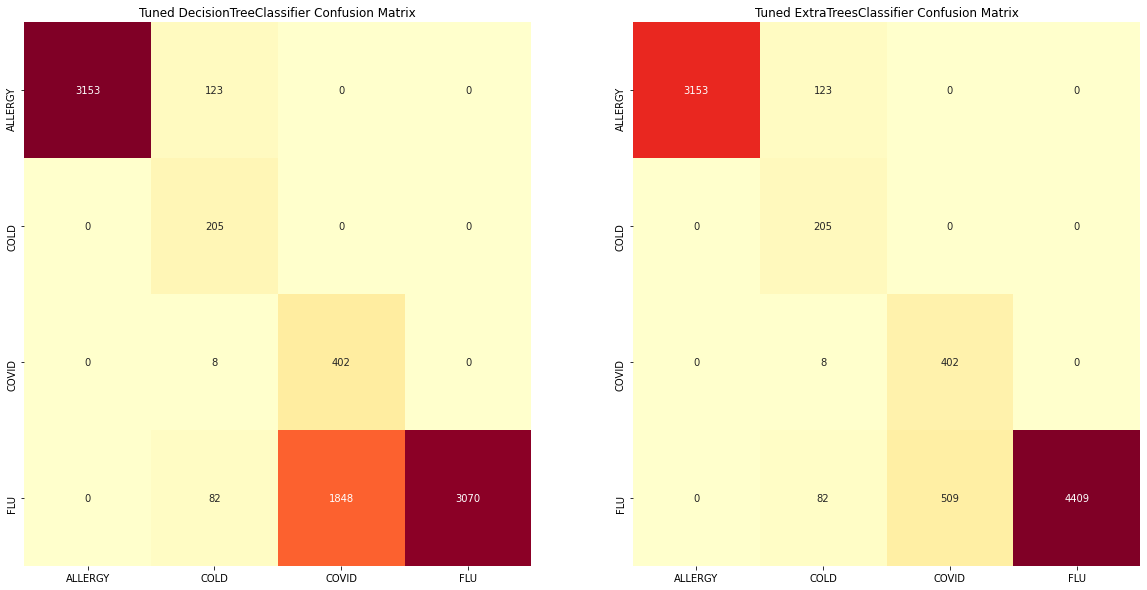 Tuned DecisionTreeClassifier Confusion Matrix
ALLERGY 3153 123 0 0
COLD 0 205 0 0
COVID 0 8 402 0
FLU 0 82 1848 3070
ALLERGY COLD COVID FLU
Tuned ExtraTreesClassifier Confusion Matrix
ALLERGY 3153 123 0 0
COLD 0 205 0 0
COVID 0 8 402 0
FLU 0 82 509 4409
ALLERGY COLD COVID FLU